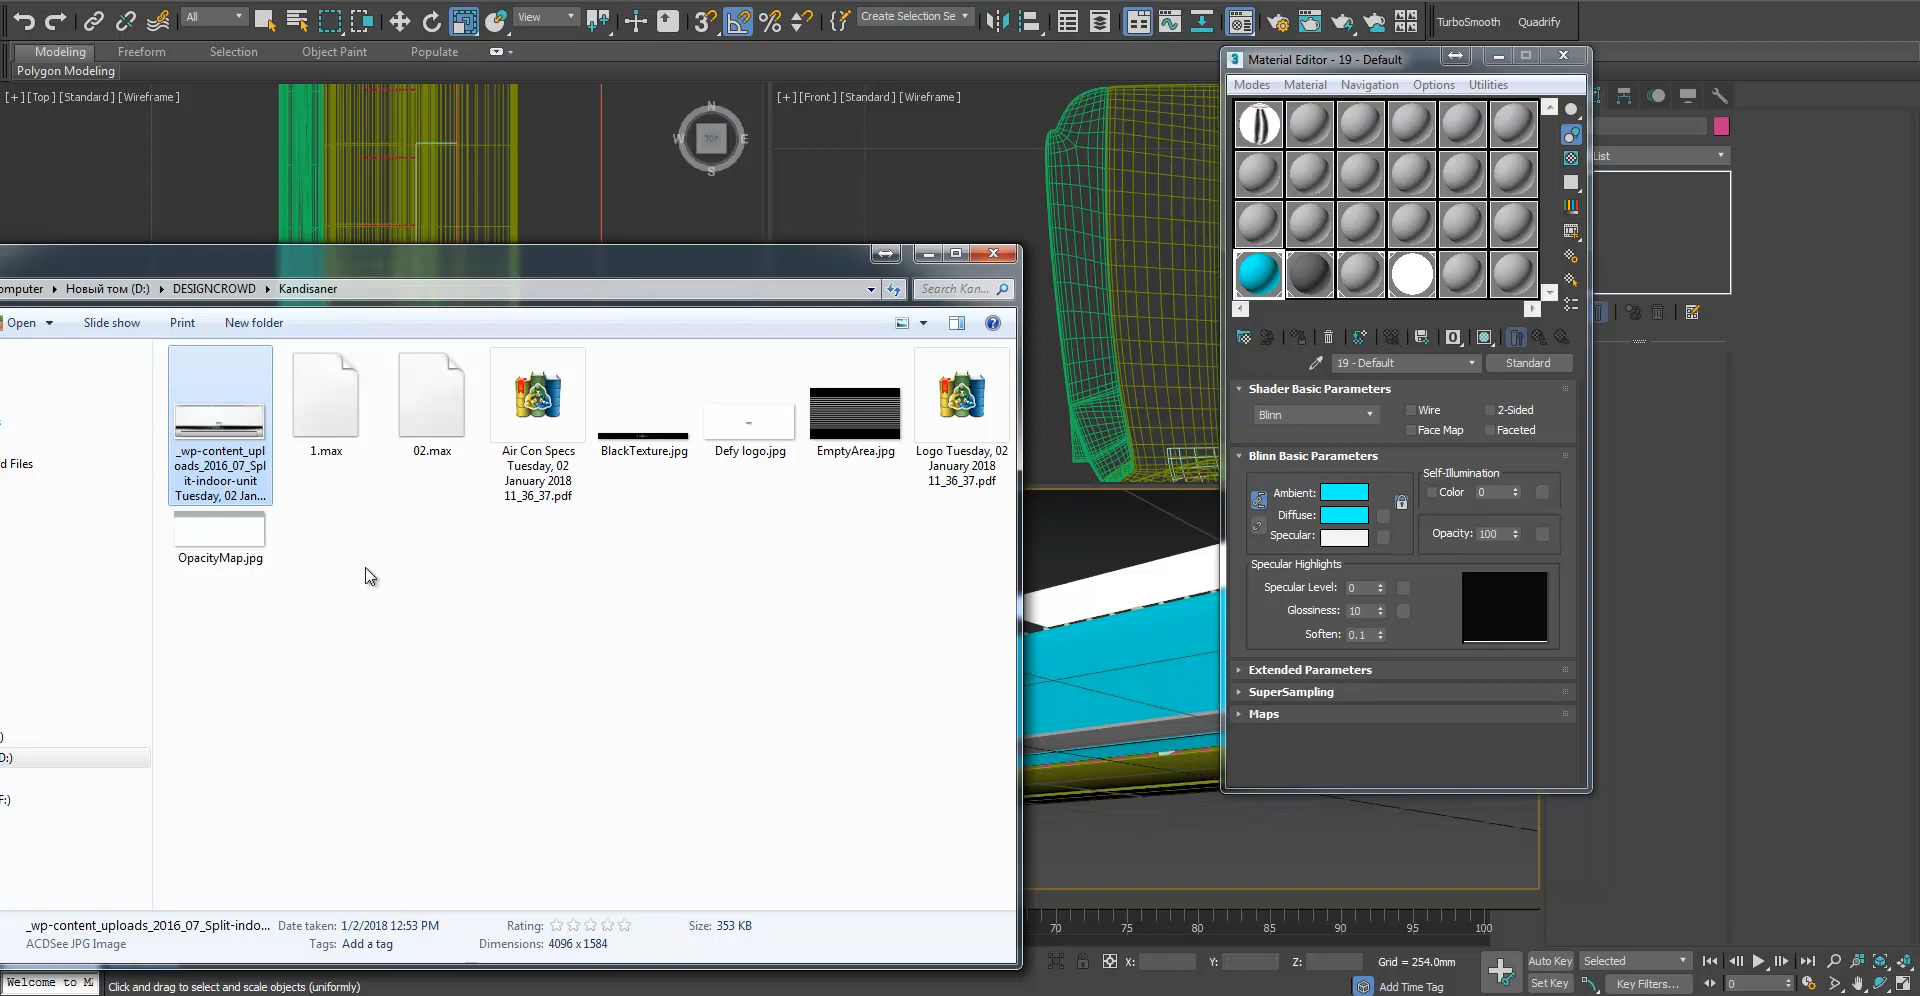 All
View
Create Selection Se
TurboSmooth
Quadrify
Modeling
Freeform
Selection
Object Paint
Populate
Polygon Modeling
[+] [Top] [Standard] [Wireframe]
[+] [Front] [Standard] [Wireframe]
N
W
TOP
E
S
3 Material Editor - 19 - Default
Modes
Material
Navigation
Options
Utilities
List
omputer
Новый том (D:)
DESIGNCROWD
Kandisaner
Search Kan...
Open
Slide show
Print
New folder
d Files
)
D:)
F:)
_wp-content_upl
oads_2016_07_Spl
it-indoor-unit
Tuesday, 02 Jan...
1.max
02.max
Air Con Specs
Tuesday, 02
January 2018
11_36_37.pdf
BlackTexture.jpg
Defy logo.jpg
EmptyArea.jpg
Logo Tuesday, 02
January 2018
11_36_37.pdf
OpacityMap.jpg
19 - Default
Standard
Shader Basic Parameters
Blinn
Wire
2-Sided
Face Map
Faceted
Blinn Basic Parameters
Self-Illumination
Ambient:
Color
0
Diffuse:
Specular:
Opacity:
100
Specular Highlights
Specular Level:
0
Glossiness:
10
Soften:
0.1
Extended Parameters
SuperSampling
Maps
_wp-content_uploads_2016_07_Split-indo...
Date taken: 1/2/2018 12:53 PM
Rating:
Size: 353 KB
ACDSee JPG Image
Tags: Add a tag
Dimensions: 4096 x 1584
70
75
80
85
90
95
100
X:
Y:
Z:
Grid = 254.0mm
Auto Key
Selected
Welcome to M
Click and drag to select and scale objects (uniformly)
Add Time Tag
Set Key
Key Filters...
0